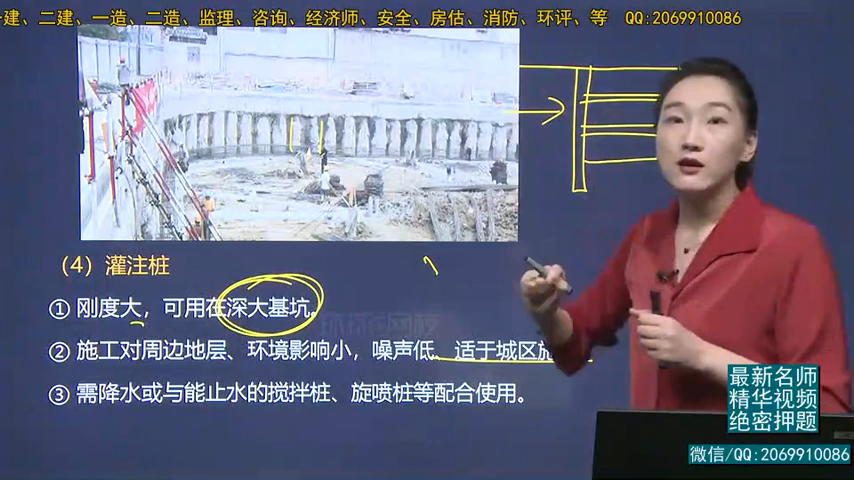 建、二建、一造、二造、监理、咨询、经济师、安全、房估、消防、环评、等 QQ:2069910086
（4）灌注桩
① 刚度大，可用在深大基坑。
② 施工对周边地层、环境影响小，噪声低、适于城区施
③ 需降水或与能止水的搅拌桩、旋喷桩等配合使用。
最新名师
精华视频
绝密押题
微信/QQ:2069910086